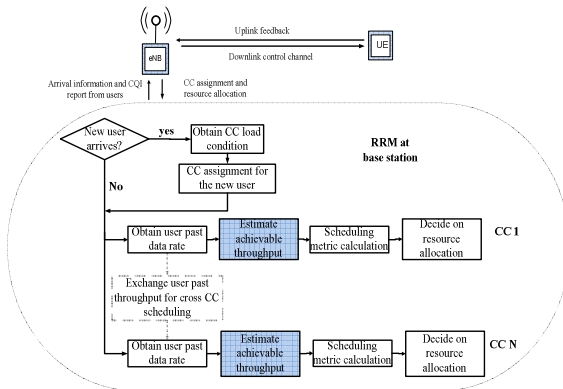 Uplink feedback
eNB
UE
Downlink control channel
Arrival information and CQI
report from users
CC assignment and
resource allocation
New user
arrives?
yes
Obtain CC load
condition
RRM at
base station
CC assignment for
the new user
No
Obtain user past
data rate
Estimate
achievable
throughput
Scheduling
metric calculation
Decide on
resource
allocation
CC 1
Exchange user past
throughput for cross CC
scheduling
Obtain user past
data rate
Estimate
achievable
throughput
Scheduling
metric calculation
Decide on
resource
allocation
CC N